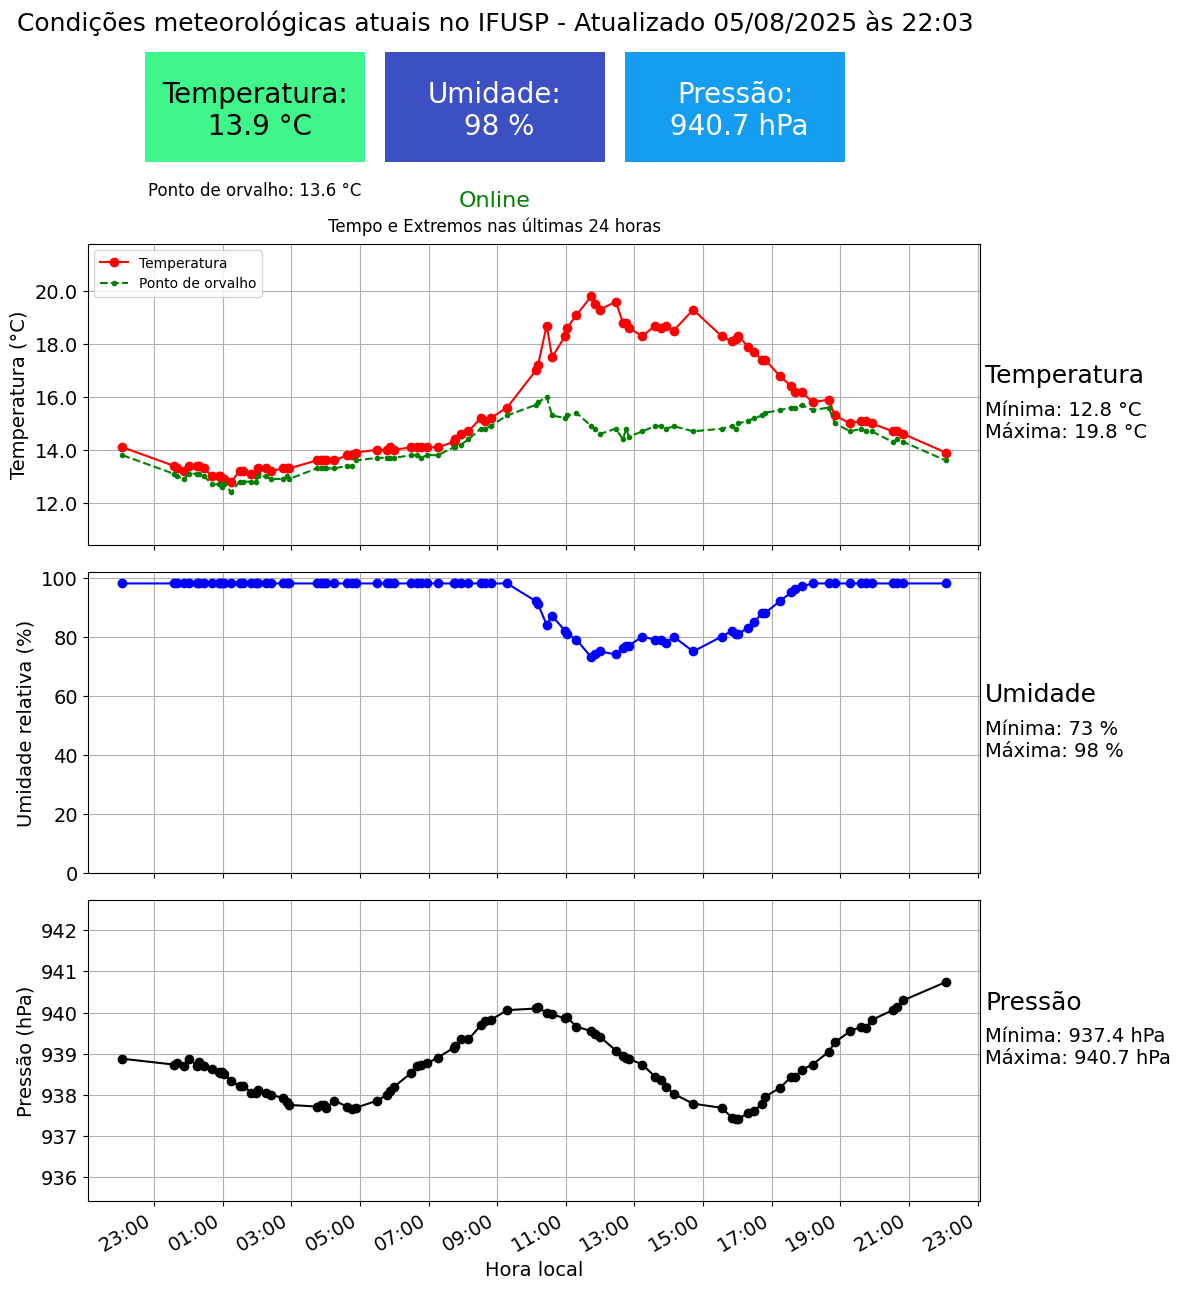 Condições meteorológicas atuais no IFUSP - Atualizado 05/08/2025 às 22:03
Temperatura:
13.9 °C
Umidade:
98 %
Pressão:
940.7 hPa
Ponto de orvalho: 13.6 °C
Online
Tempo e Extremos nas últimas 24 horas
Temperatura
Ponto de orvalho
Temperatura (°C)
20.0
18.0
16.0
14.0
12.0
Temperatura
Mínima: 12.8 °C
Máxima: 19.8 °C
Umidade relativa (%)
100
80
60
40
20
0
Umidade
Mínima: 73 %
Máxima: 98 %
Pressão (hPa)
942
941
940
939
938
937
936
Pressão
Mínima: 937.4 hPa
Máxima: 940.7 hPa
23:00 01:00 03:00 05:00 07:00 09:00 11:00 13:00 15:00 17:00 19:00 21:00 23:00
Hora local